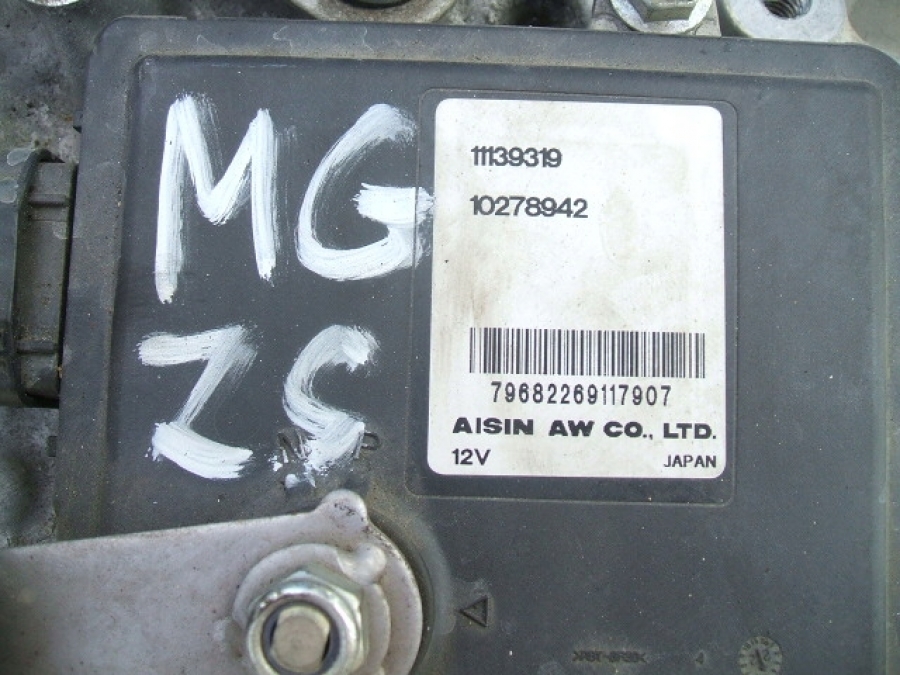 MG
ZS
11139319
10278942
79682269117907
AISIN AW CO., LTD.
12V JAPAN
N P